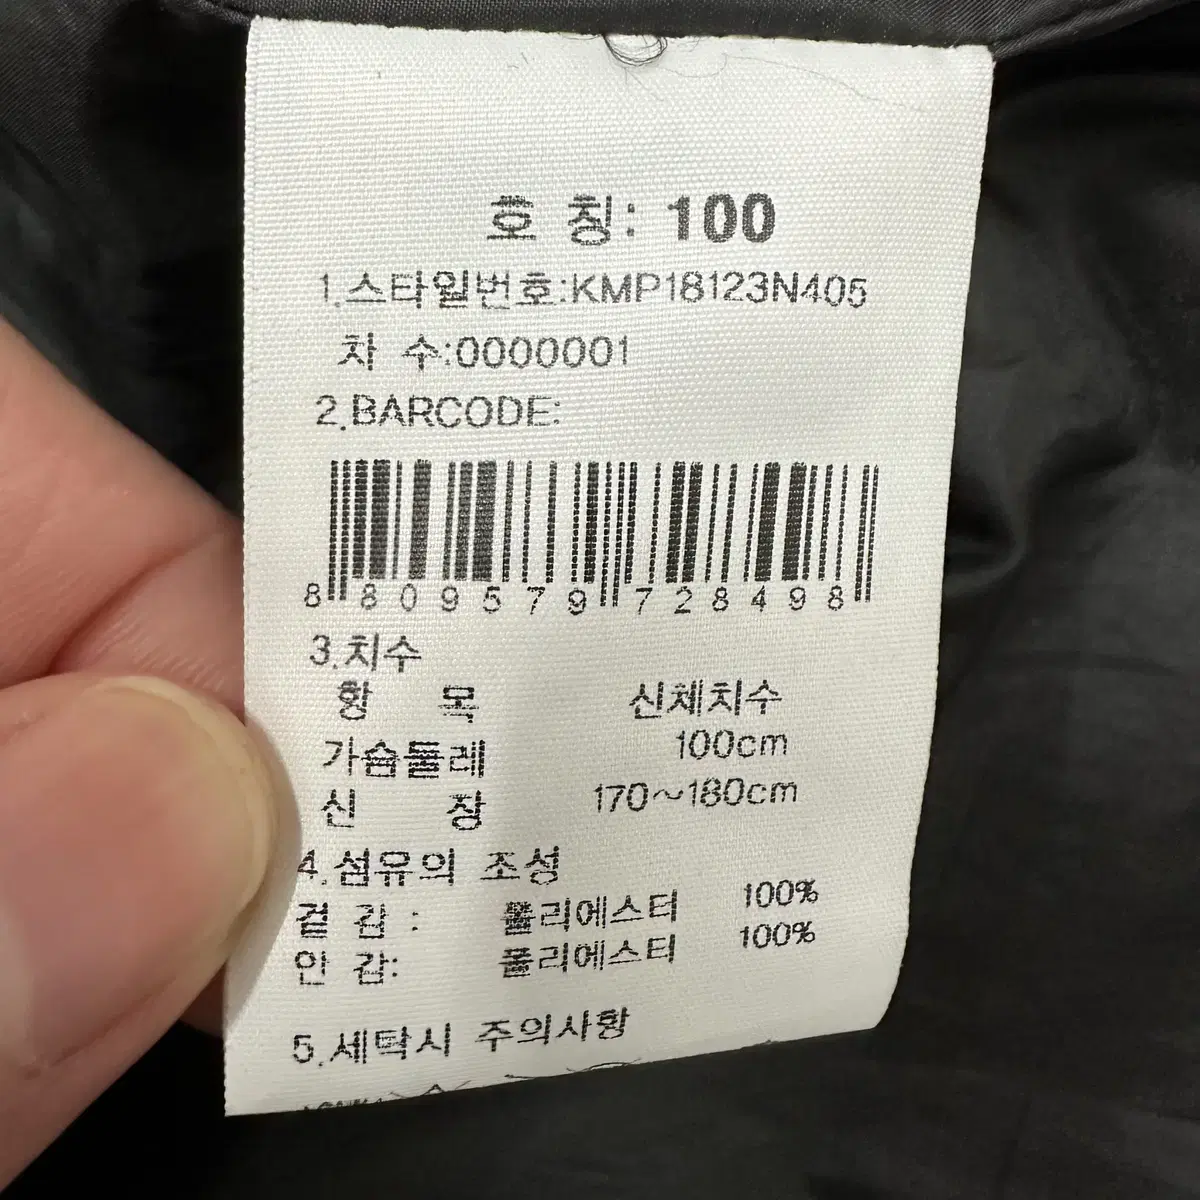 호 칭: 100
1.스타일번호:KMP18123N405
차 수:0000001
2.BARCODE:
8 809579 728498
3.치수
항 목 신체치수
가슴둘레 100cm
신 장 170~180cm
4.섬유의 조성
겉 감 : 폴리에스터 100%
안 감: 폴리에스터 100%
5.세탁시 주의사항